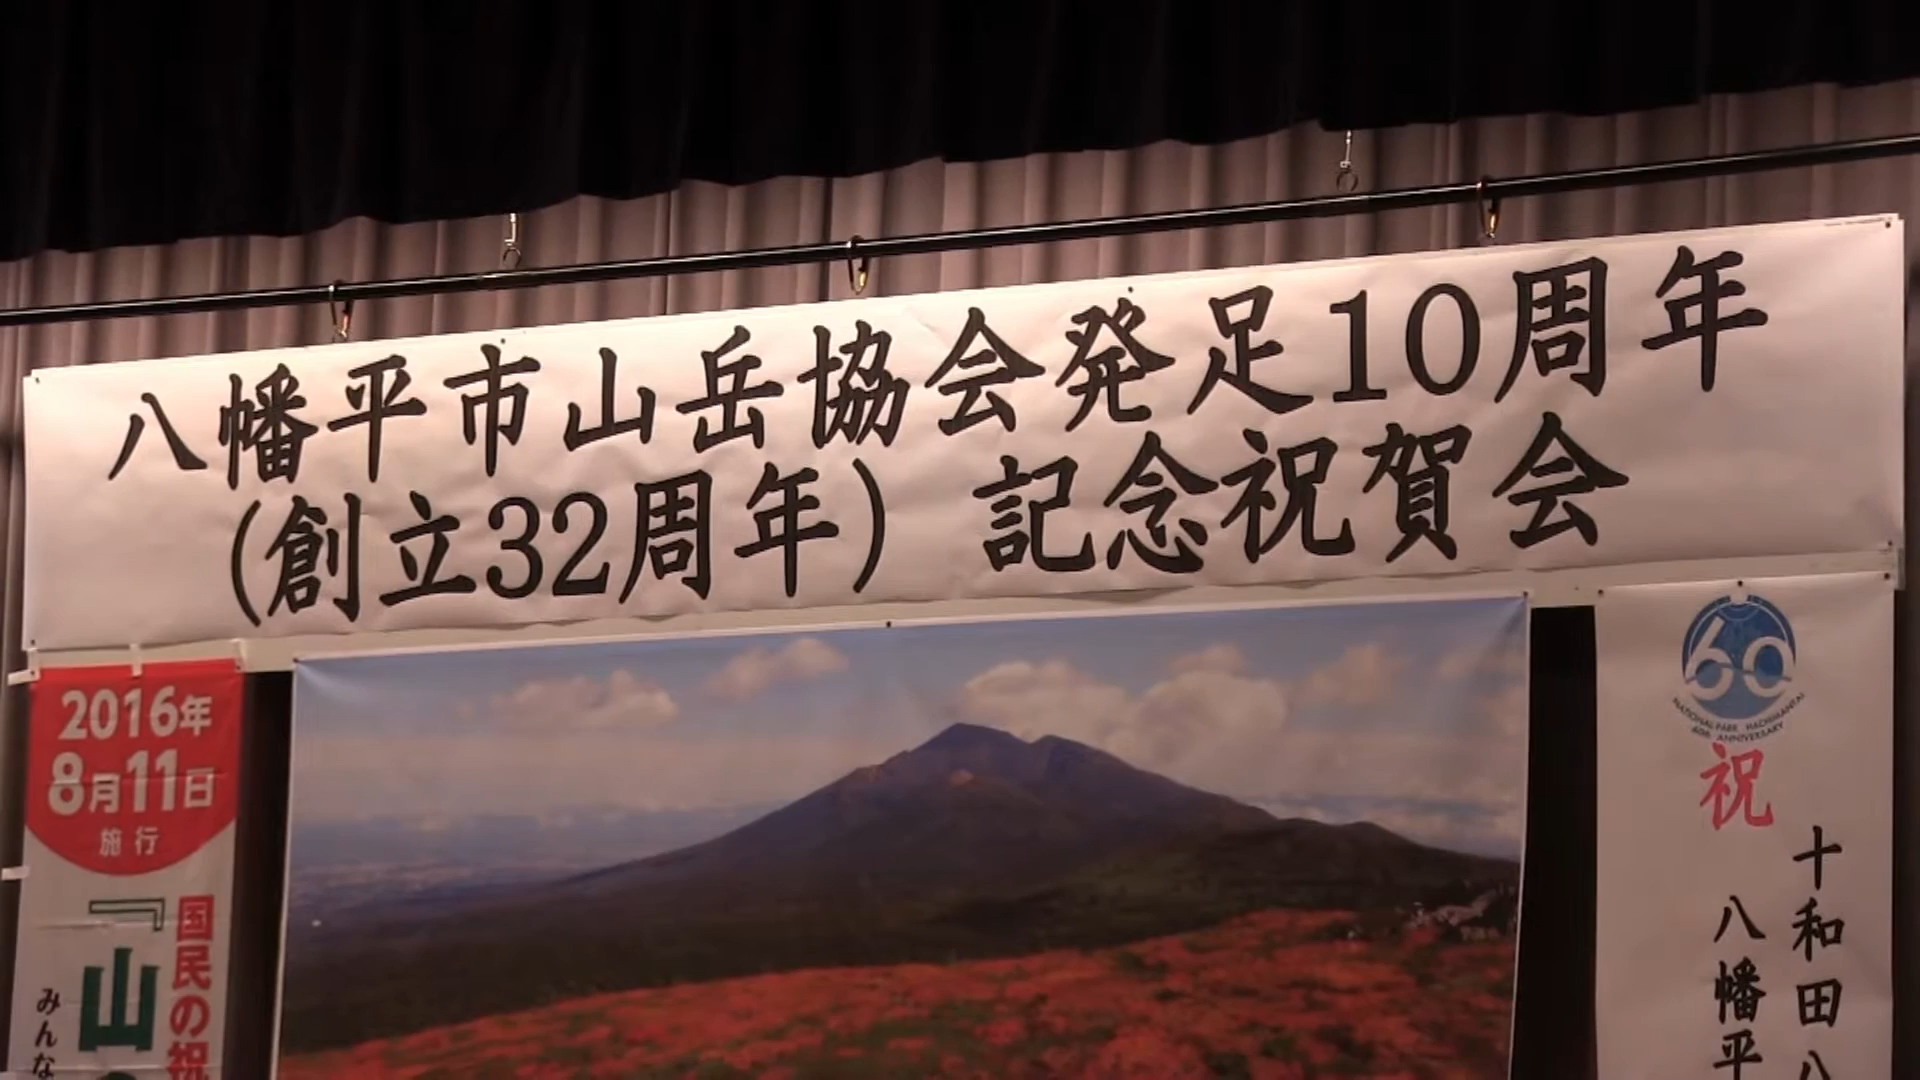 八幡平市山岳協会発足10周年
(創立32周年) 記念祝賀会
2016年
8月11日
施行
国民の祝
『山
みんな
60
NATIONAL PARK HACHIMANTAI
60th ANNIVERSARY
祝
十和田八
八幡平